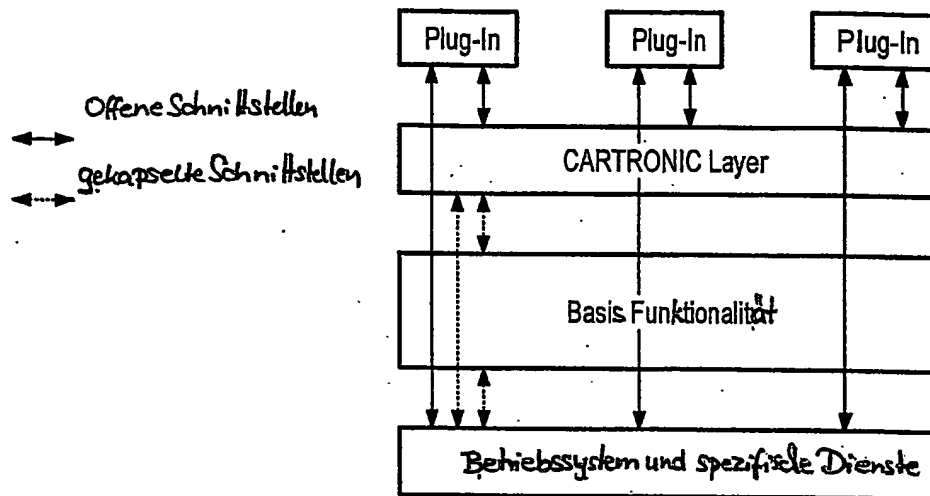 Plug-In Plug-In Plug-In
Offene Schnittstellen
gekapselte Schnittstellen
CARTRONIC Layer
Basis Funktionalität
Betriebssystem und spezifische Dienste